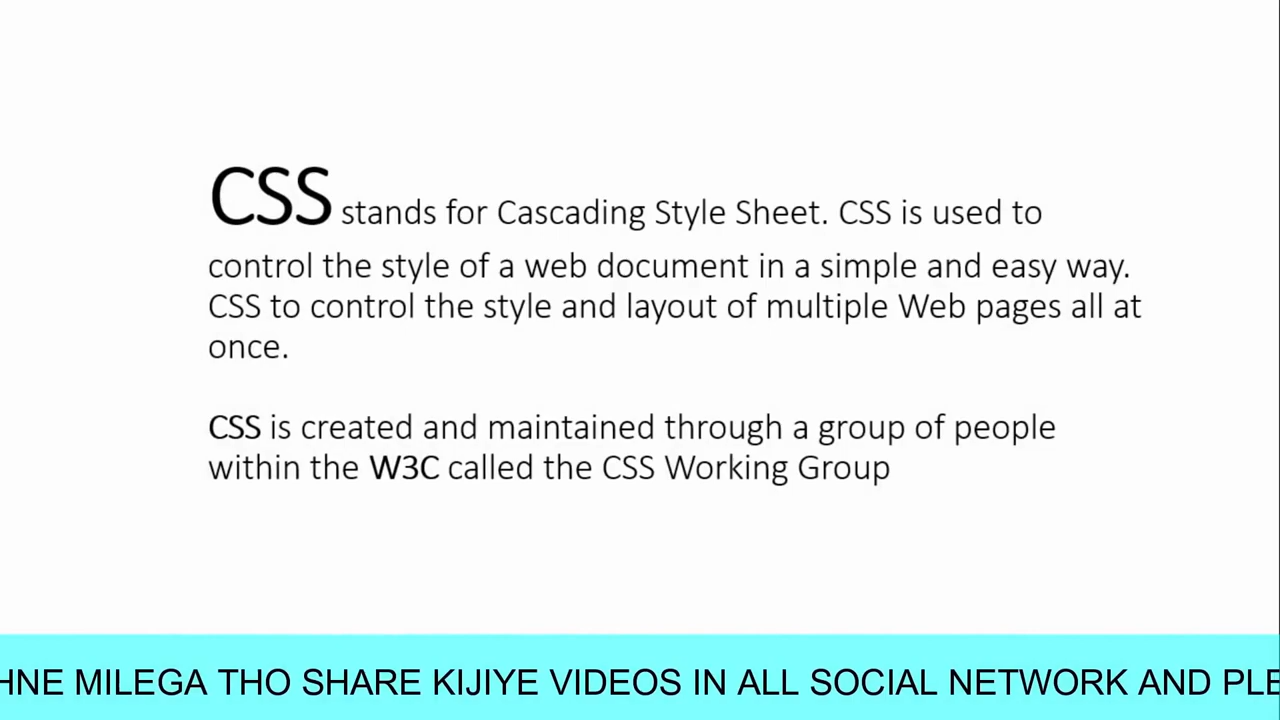 CSS stands for Cascading Style Sheet. CSS is used to
control the style of a web document in a simple and easy way.
CSS to control the style and layout of multiple Web pages all at
once.
CSS is created and maintained through a group of people
within the W3C called the CSS Working Group
MILEGA THO SHARE KIJIYE VIDEOS IN ALL SOCIAL NETWORK AND